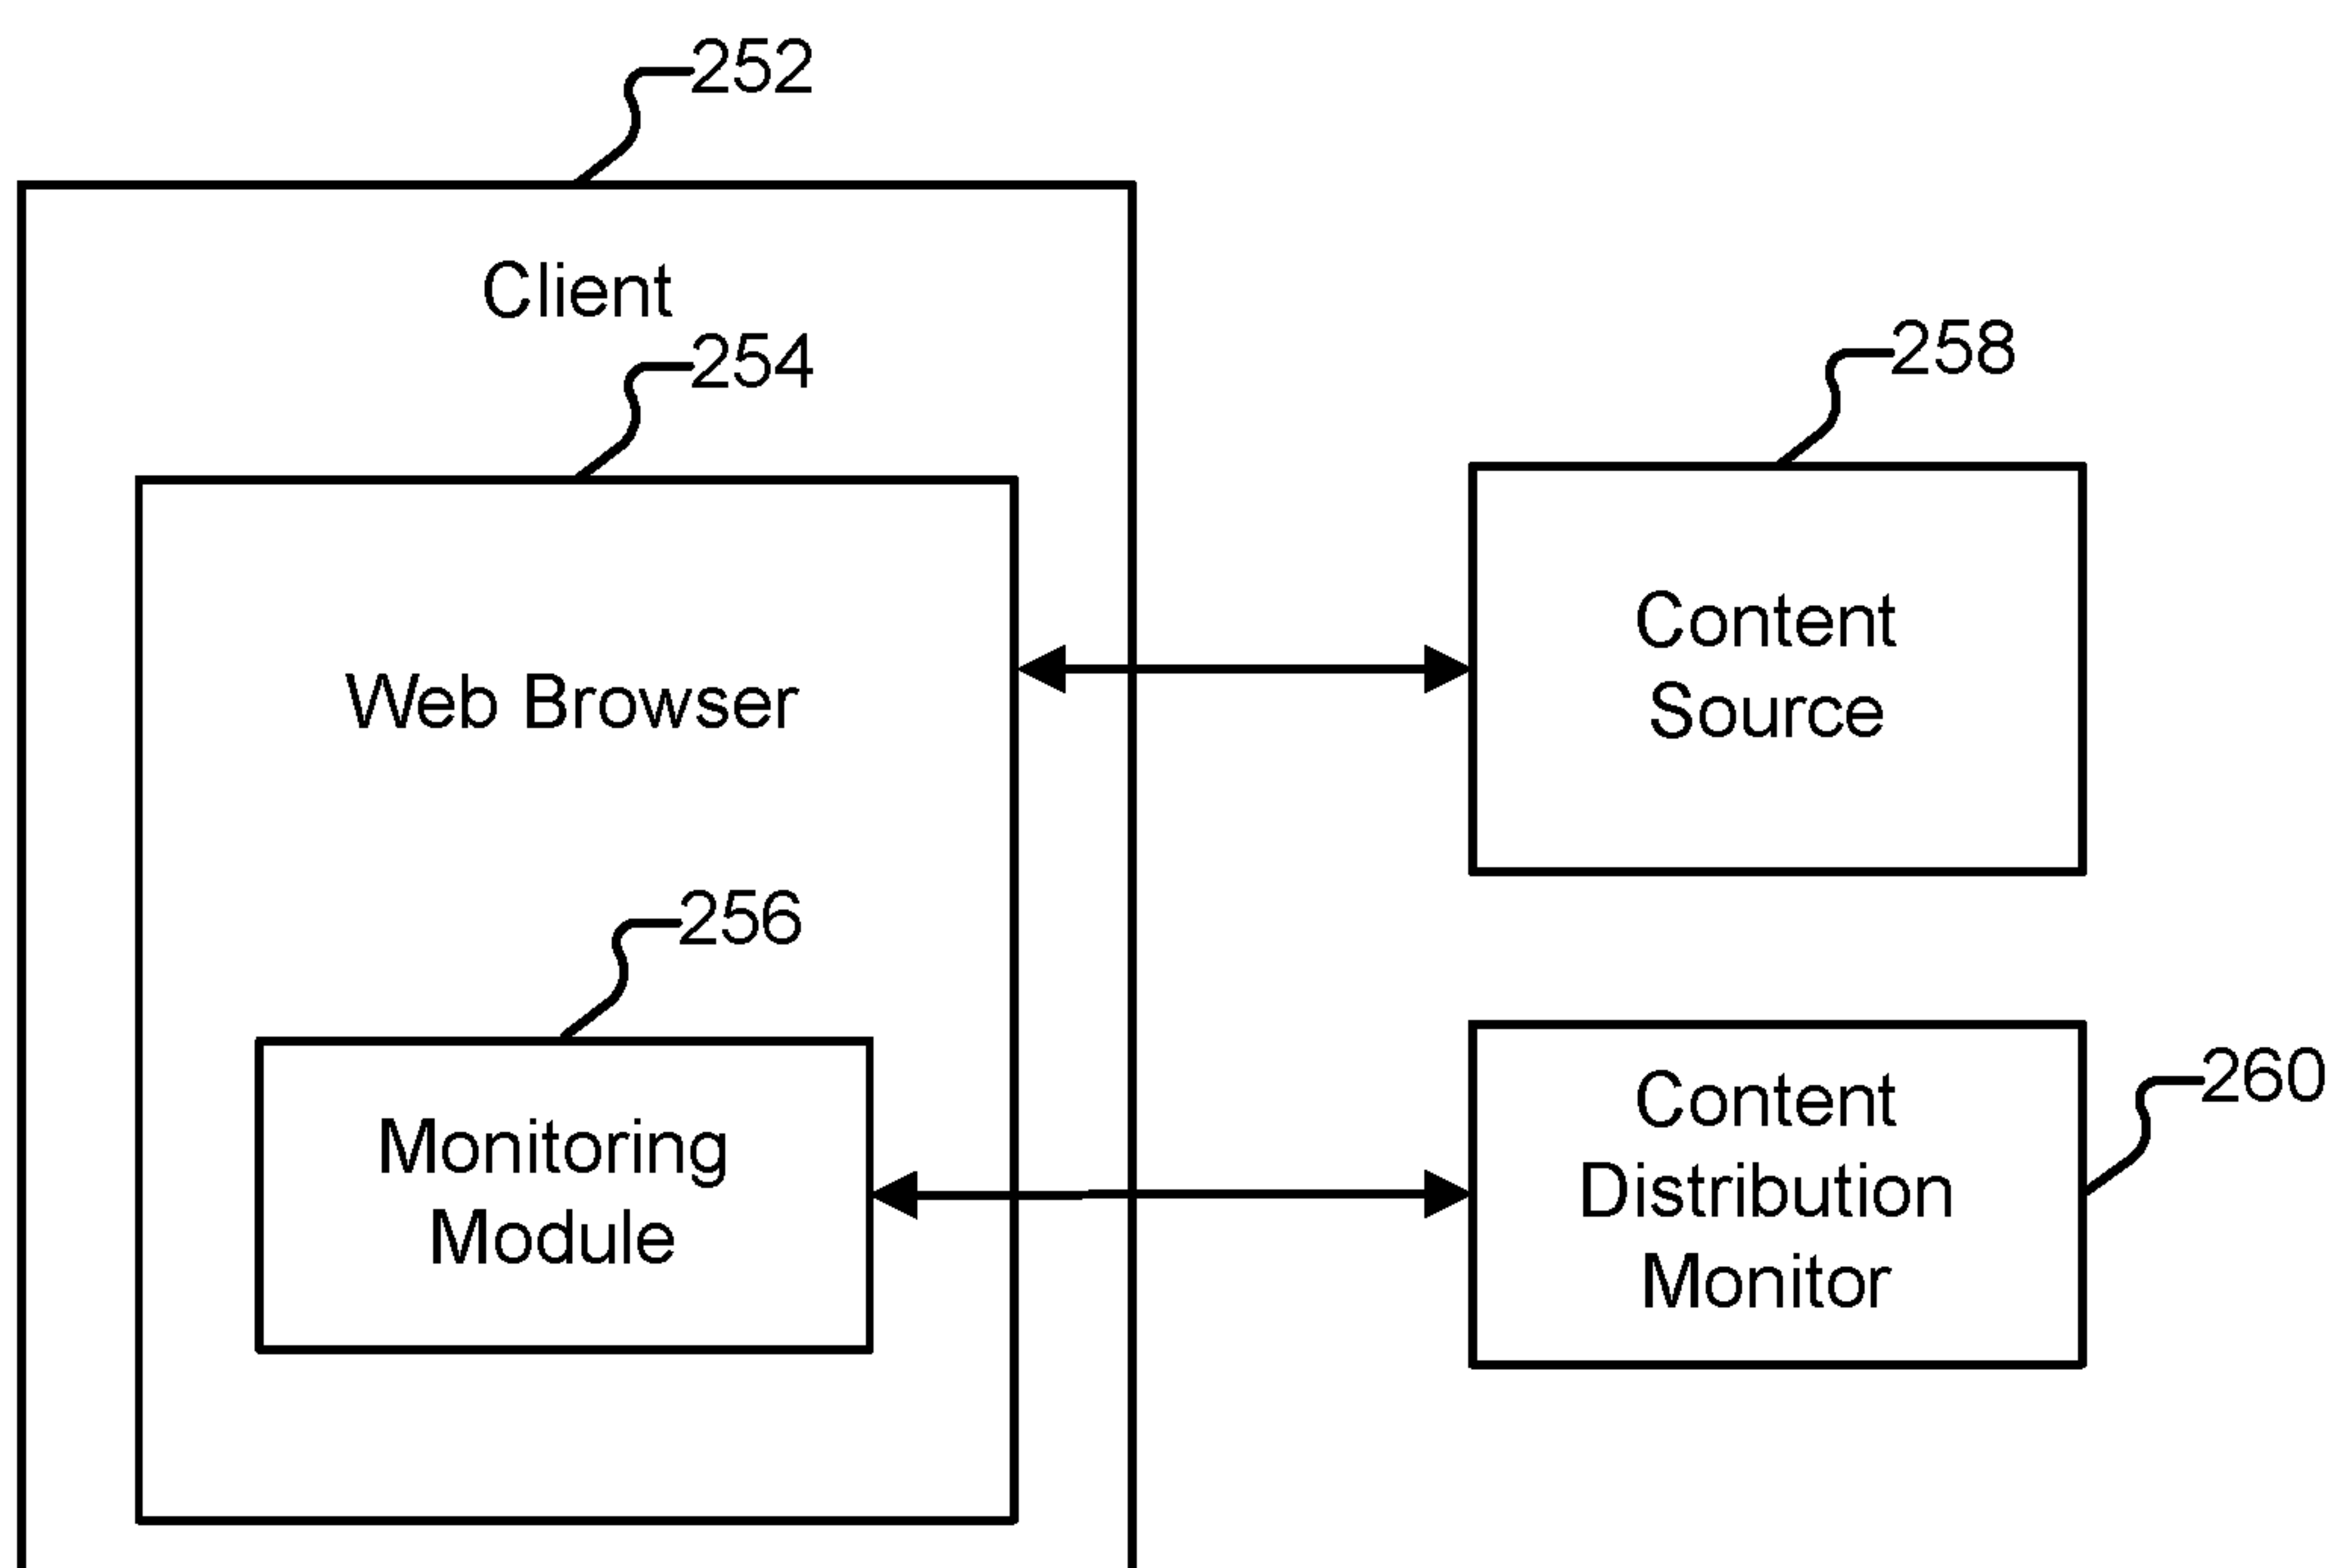 252
Client
254
258
Web Browser
Content
Source
256
Monitoring
Module
Content
Distribution
Monitor
260